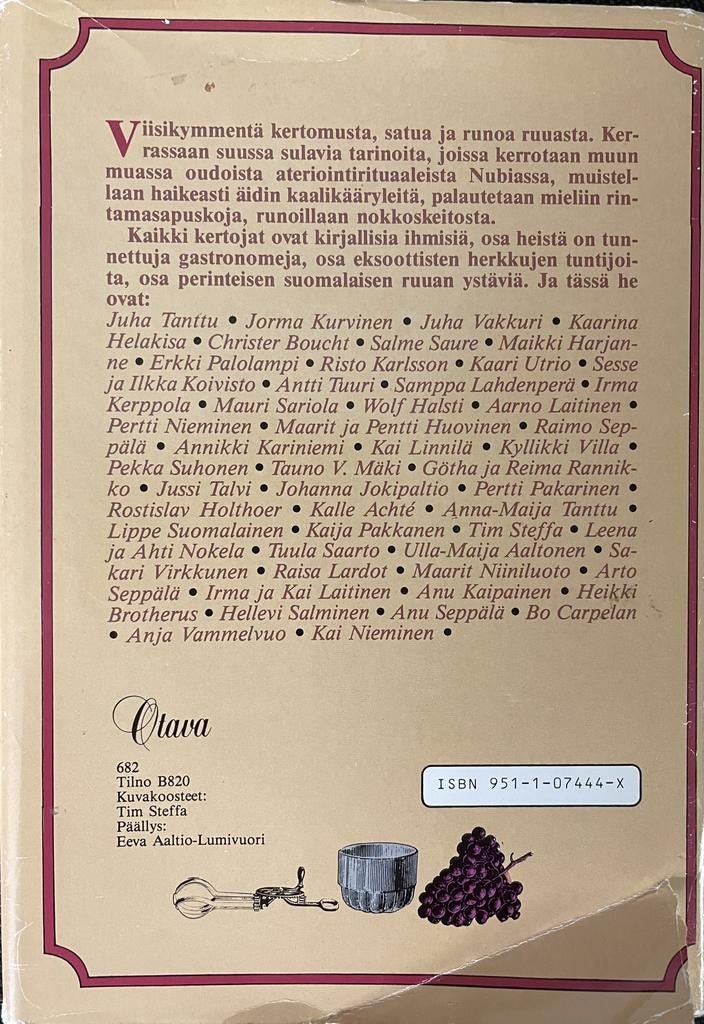 Viisikymmentä kertomusta, satua ja runoa ruuasta. Ker-
rassaan suussa sulavia tarinoita, joissa kerrotaan muun
muassa oudoista ateriointirituaaleista Nubiassa, muistel-
laan haikeasti äidin kaalikääryleitä, palautetaan mieliin rin-
tamasapuskoja, runoillaan nokkoskeitosta.
Kaikki kertojat ovat kirjallisia ihmisiä, osa heistä on tun-
nettuja gastronomeja, osa eksoottisten herkkujen tuntijoi-
ta, osa perinteisen suomalaisen ruuan ystäviä. Ja tässä he
ovat:
Juha Tanttu • Jorma Kurvinen • Juha Vakkuri • Kaarina
Helakisa • Christer Boucht • Salme Saure • Maikki Harjan-
ne • Erkki Palolampi • Risto Karlsson • Kaari Utrio • Sesse
ja Ilkka Koivisto • Antti Tuuri • Samppa Lahdenperä • Irma
Kerppola • Mauri Sariola • Wolf Halsti • Aarno Laitinen •
Pertti Nieminen • Maarit ja Pentti Huovinen • Raimo Sep-
pälä • Annikki Kariniemi • Kai Linnilä • Kyllikki Villa •
Pekka Suhonen • Tauno V. Mäki • Götha ja Reima Rannik-
ko • Jussi Talvi • Johanna Jokipaltio • Pertti Pakarinen •
Rostislav Holthoer • Kalle Achté • Anna-Maija Tanttu •
Lippe Suomalainen • Kaija Pakkanen • Tim Steffa • Leena
ja Ahti Nokela • Tuula Saarto • Ulla-Maija Aaltonen • Sa-
kari Virkkunen • Raisa Lardot • Maarit Niiniluoto • Arto
Seppälä • Irma ja Kai Laitinen • Anu Kaipainen • Heikki
Brotherus • Hellevi Salminen • Anu Seppälä • Bo Carpelan
• Anja Vammelvuo • Kai Nieminen •
Otava
682
Tilno B820
Kuvakoosteet:
Tim Steffa
Päällys:
Eeva Aaltio-Lumivuori
ISBN 951-1-07444-X